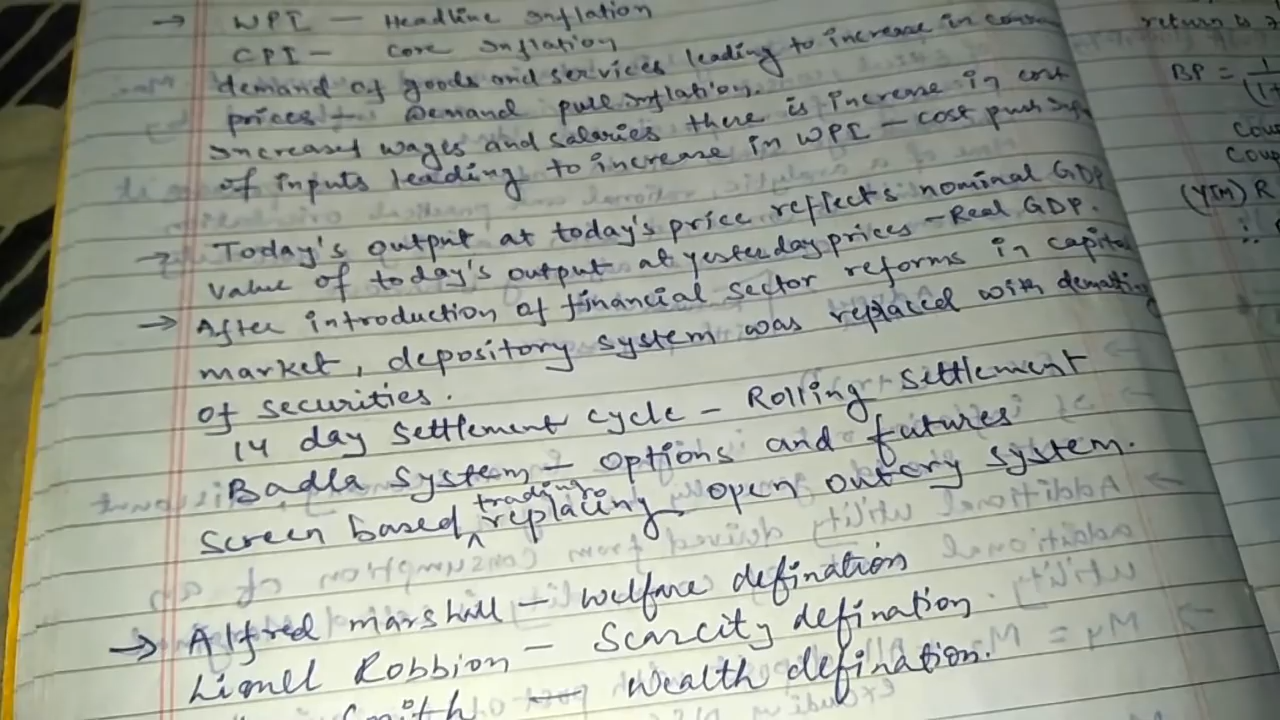 → WPI – Headline Inflation
CPI – Core Inflation
demand of goods and services leading to increase in
prices – Demand pull inflation.
Increased wages and salaries there is increase in cost
of inputs leading to increase in WPI – cost push
→ Today's output at today's price reflects nominal GDP
value of today's output at yesterday prices – Real GDP.
→ After introduction of financial sector reforms in capital
market, depository system was replaced with
of securities.
14 day settlement cycle – Rolling settlement
Badla System – options and futures
Screen based trading replacing open outcry system.
→ Alfred marshall – welfare defination
Lionel Robbion – Scarcity defination.
Smith wealth defination.
return is
BP = 1
(YTM) R